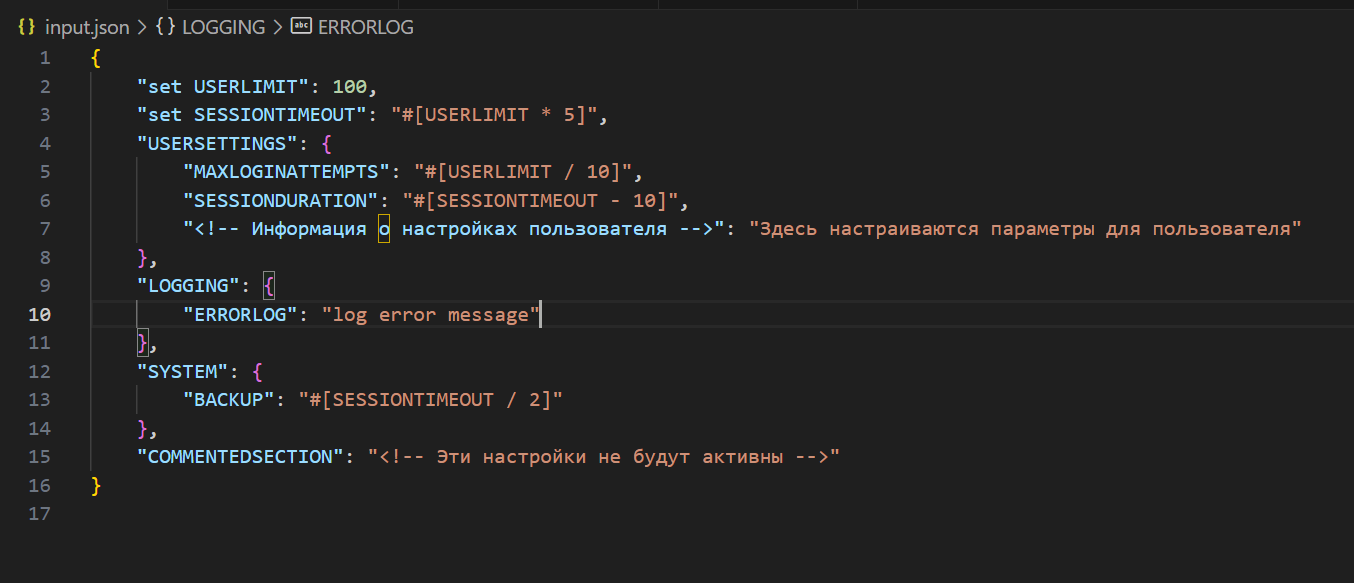 {} input.json > {} LOGGING > abc ERRORLOG
1 {
2 "set USERLIMIT": 100,
3 "set SESSIONTIMEOUT": "#[USERLIMIT * 5]",
4 "USERSETTINGS": {
5 "MAXLOGINATTEMPTS": "#[USERLIMIT / 10]",
6 "SESSIONDURATION": "#[SESSIONTIMEOUT - 10]",
7 "<!-- Информация о настройках пользователя -->": "Здесь настраиваются параметры для пользователя"
8 },
9 "LOGGING": {
10 "ERRORLOG": "log error message"
11 },
12 "SYSTEM": {
13 "BACKUP": "#[SESSIONTIMEOUT / 2]"
14 },
15 "COMMENTEDSECTION": "<!-- Эти настройки не будут активны -->"
16 }
17